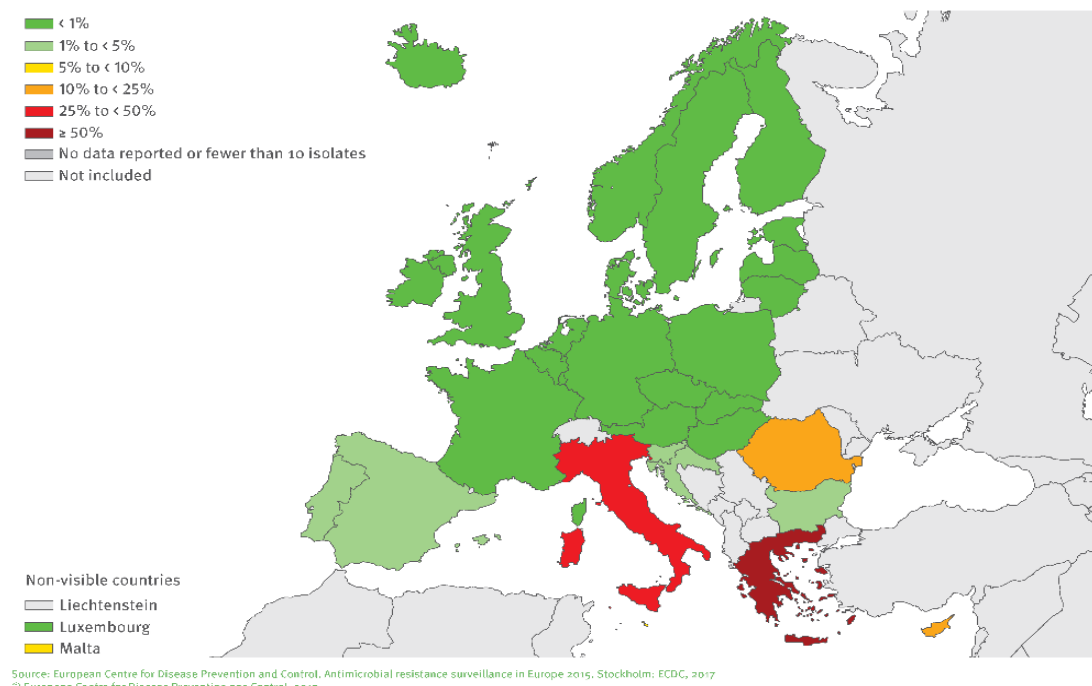 < 1%
1% to < 5%
5% to < 10%
10% to < 25%
25% to < 50%
≥ 50%
No data reported or fewer than 10 isolates
Not included
Non-visible countries
Liechtenstein
Luxembourg
Malta
Source: European Centre for Disease Prevention and Control. Antimicrobial resistance surveillance in Europe 2015. Stockholm: ECDC, 2017